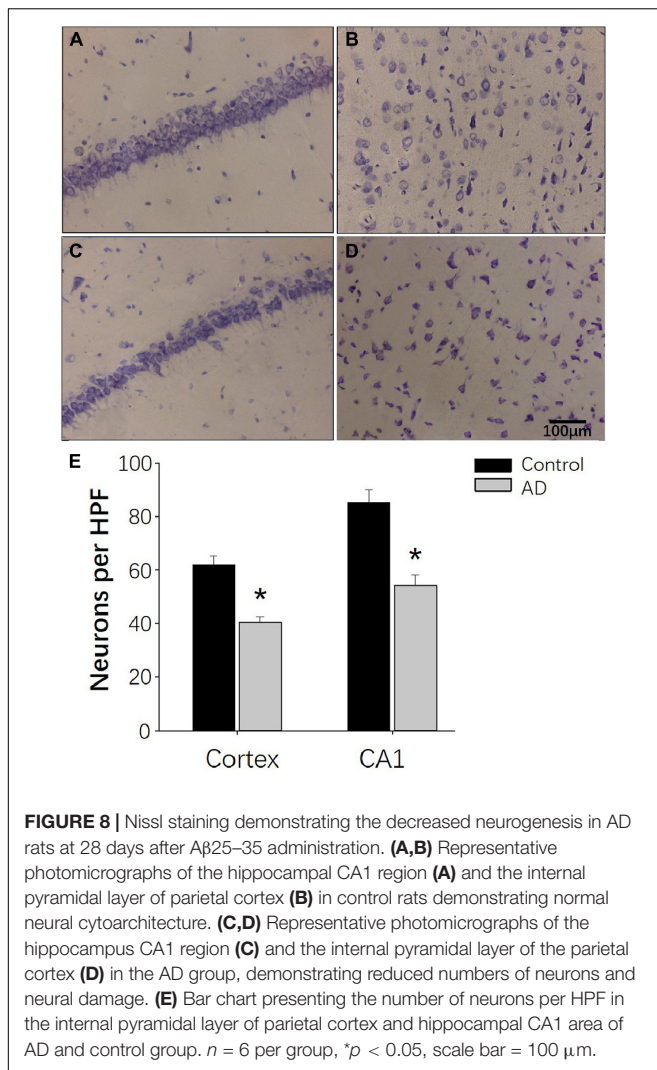 A
B
C
D
100μm
E
Control
AD
Neurons per HPF
100
80
60
40
20
0
*
*
Cortex
CA1
FIGURE 8 | Nissl staining demonstrating the decreased neurogenesis in AD
rats at 28 days after Aβ25–35 administration. (A,B) Representative
photomicrographs of the hippocampal CA1 region (A) and the internal
pyramidal layer of parietal cortex (B) in control rats demonstrating normal
neural cytoarchitecture. (C,D) Representative photomicrographs of the
hippocampus CA1 region (C) and the internal pyramidal layer of the parietal
cortex (D) in the AD group, demonstrating reduced numbers of neurons and
neural damage. (E) Bar chart presenting the number of neurons per HPF in
the internal pyramidal layer of parietal cortex and hippocampal CA1 area of
AD and control group. n = 6 per group, *p < 0.05, scale bar = 100 μm.